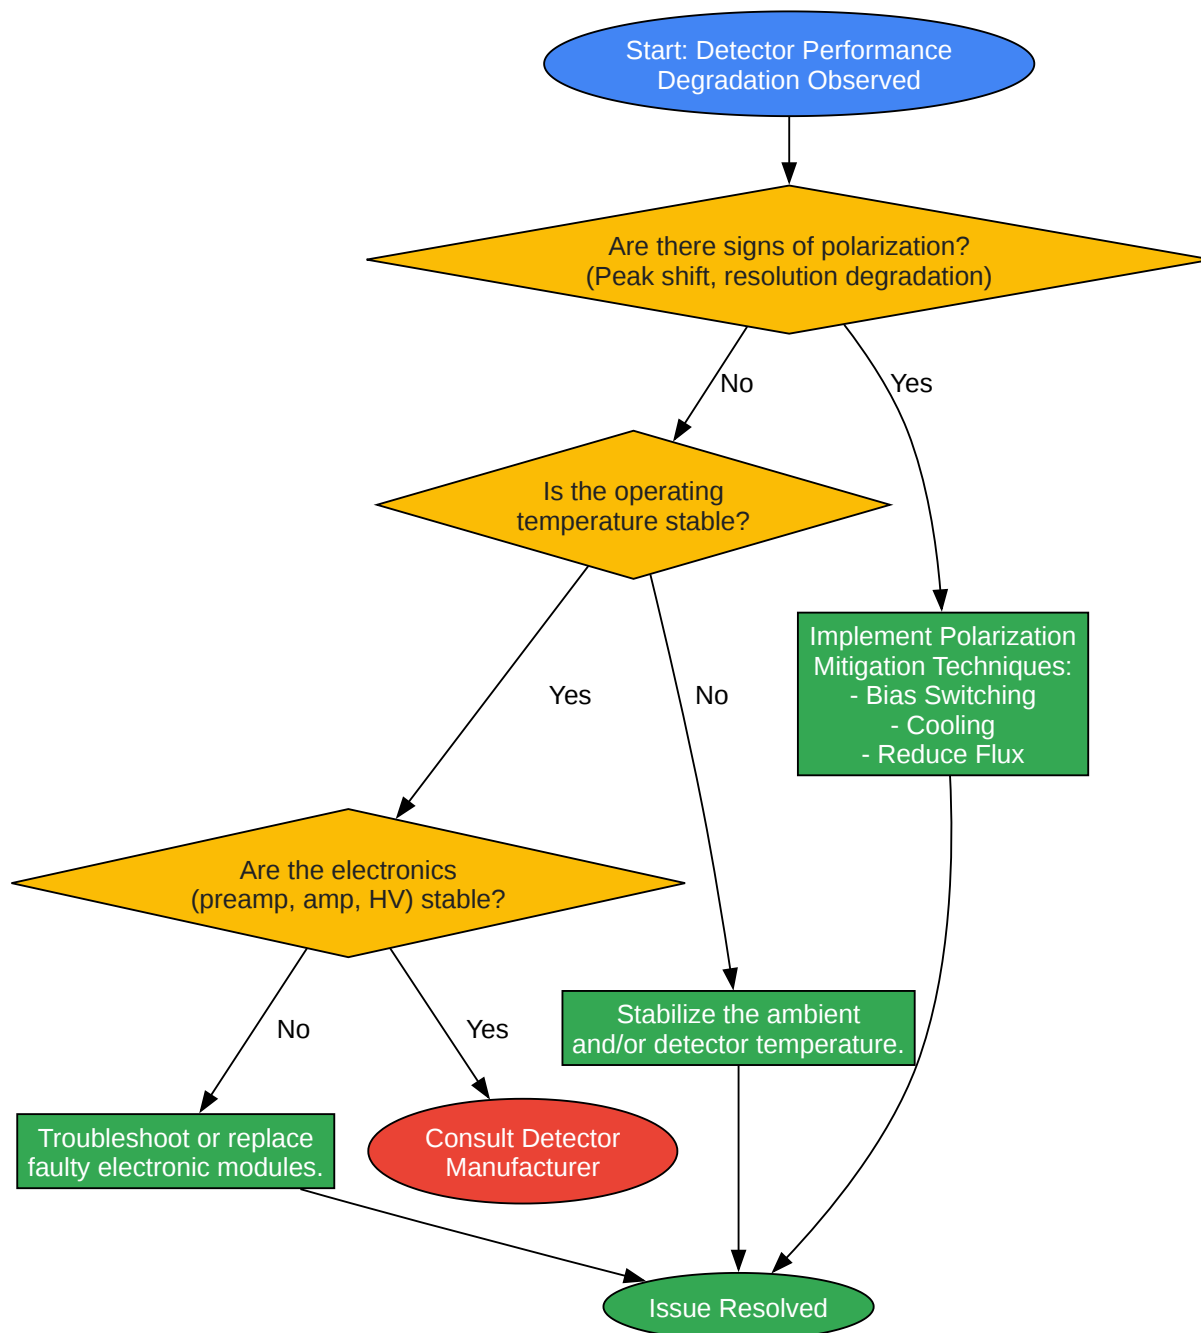 Start: Detector Performance
Degradation Observed
Are there signs of polarization?
(Peak shift, resolution degradation)
No
Yes
Is the operating
temperature stable?
Implement Polarization
Mitigation Techniques:
- Bias Switching
- Cooling
- Reduce Flux
Yes
No
Are the electronics
(preamp, amp, HV) stable?
Stabilize the ambient
and/or detector temperature.
No
Yes
Troubleshoot or replace
faulty electronic modules.
Consult Detector
Manufacturer
Issue Resolved